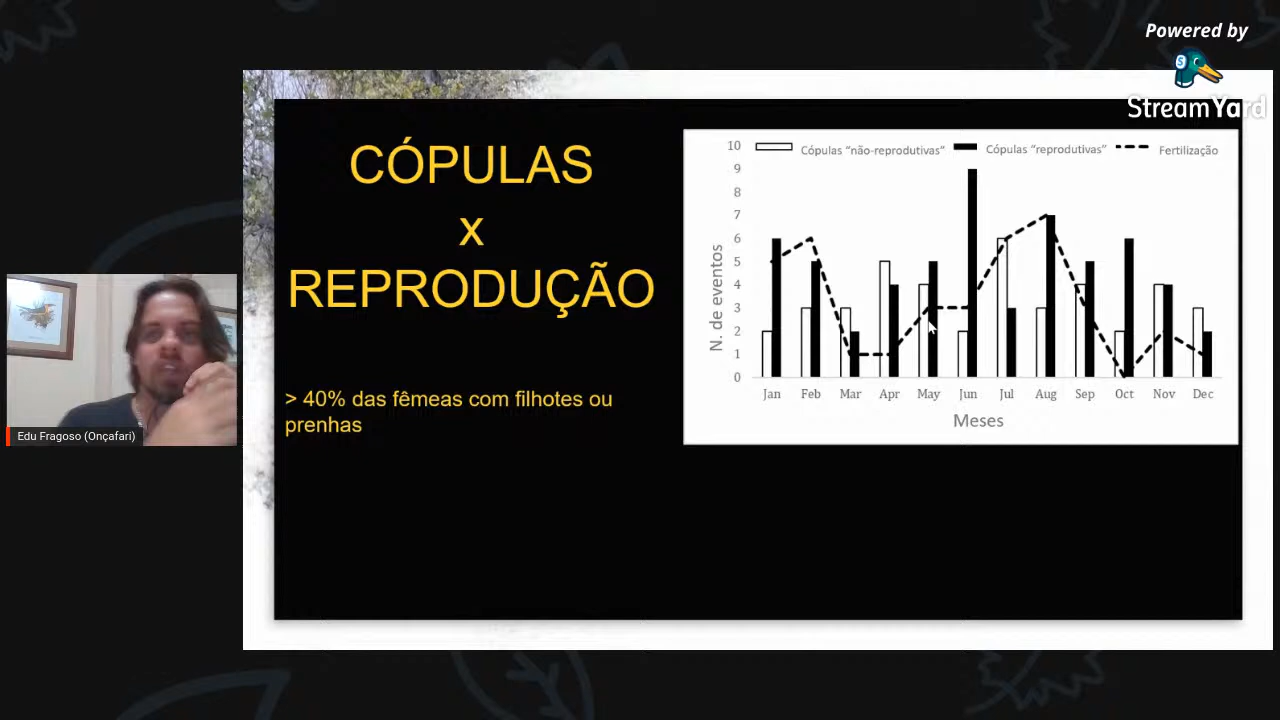 Powered by
StreamYard
CÓPULAS
x
REPRODUÇÃO
> 40% das fêmeas com filhotes ou
prenhas
Cópulas “não-reprodutivas”
Cópulas “reprodutivas”
Fertilização
N. de eventos
10
9
8
7
6
5
4
3
2
1
0
Jan Feb Mar Apr May Jun Jul Aug Sep Oct Nov Dec
Meses
Edu Fragoso (Onçafari)